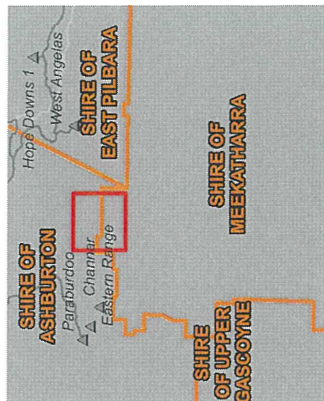 Hope Downs 1
West Angelas
SHIRE OF
EAST PILBARA
SHIRE OF
ASHBURTON
Paraburdoo
Channar
Eastern Range
SHIRE OF
MEEKATHARRA
SHIRE
OF UPPER
GASCOYNE